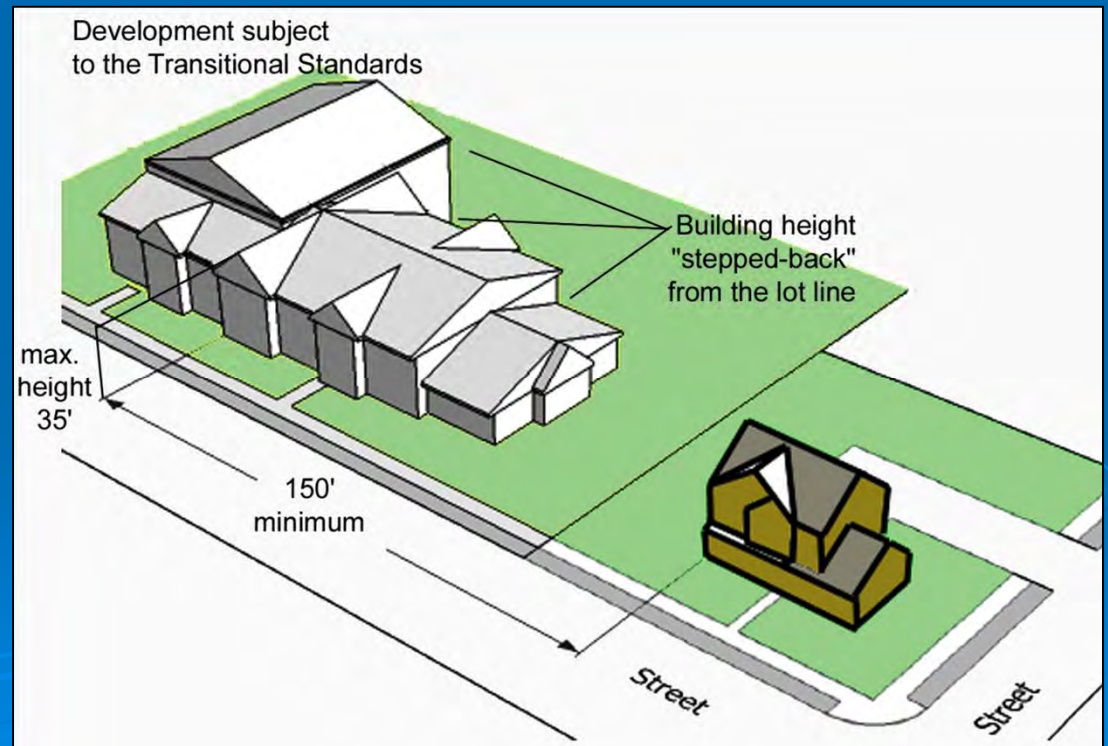 Development subject
to the Transitional Standards
Building height
"stepped-back"
from the lot line
max.
height
35'
150'
minimum
Street
Street